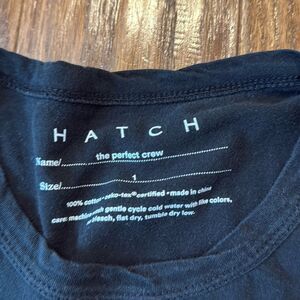 HATCH
Name/ the perfect crew
Size/ 1
100% cotton • oeko-tex® certified • made in china
care: machine wash gentle cycle cold water with like colors,
no bleach, flat dry, tumble dry low.